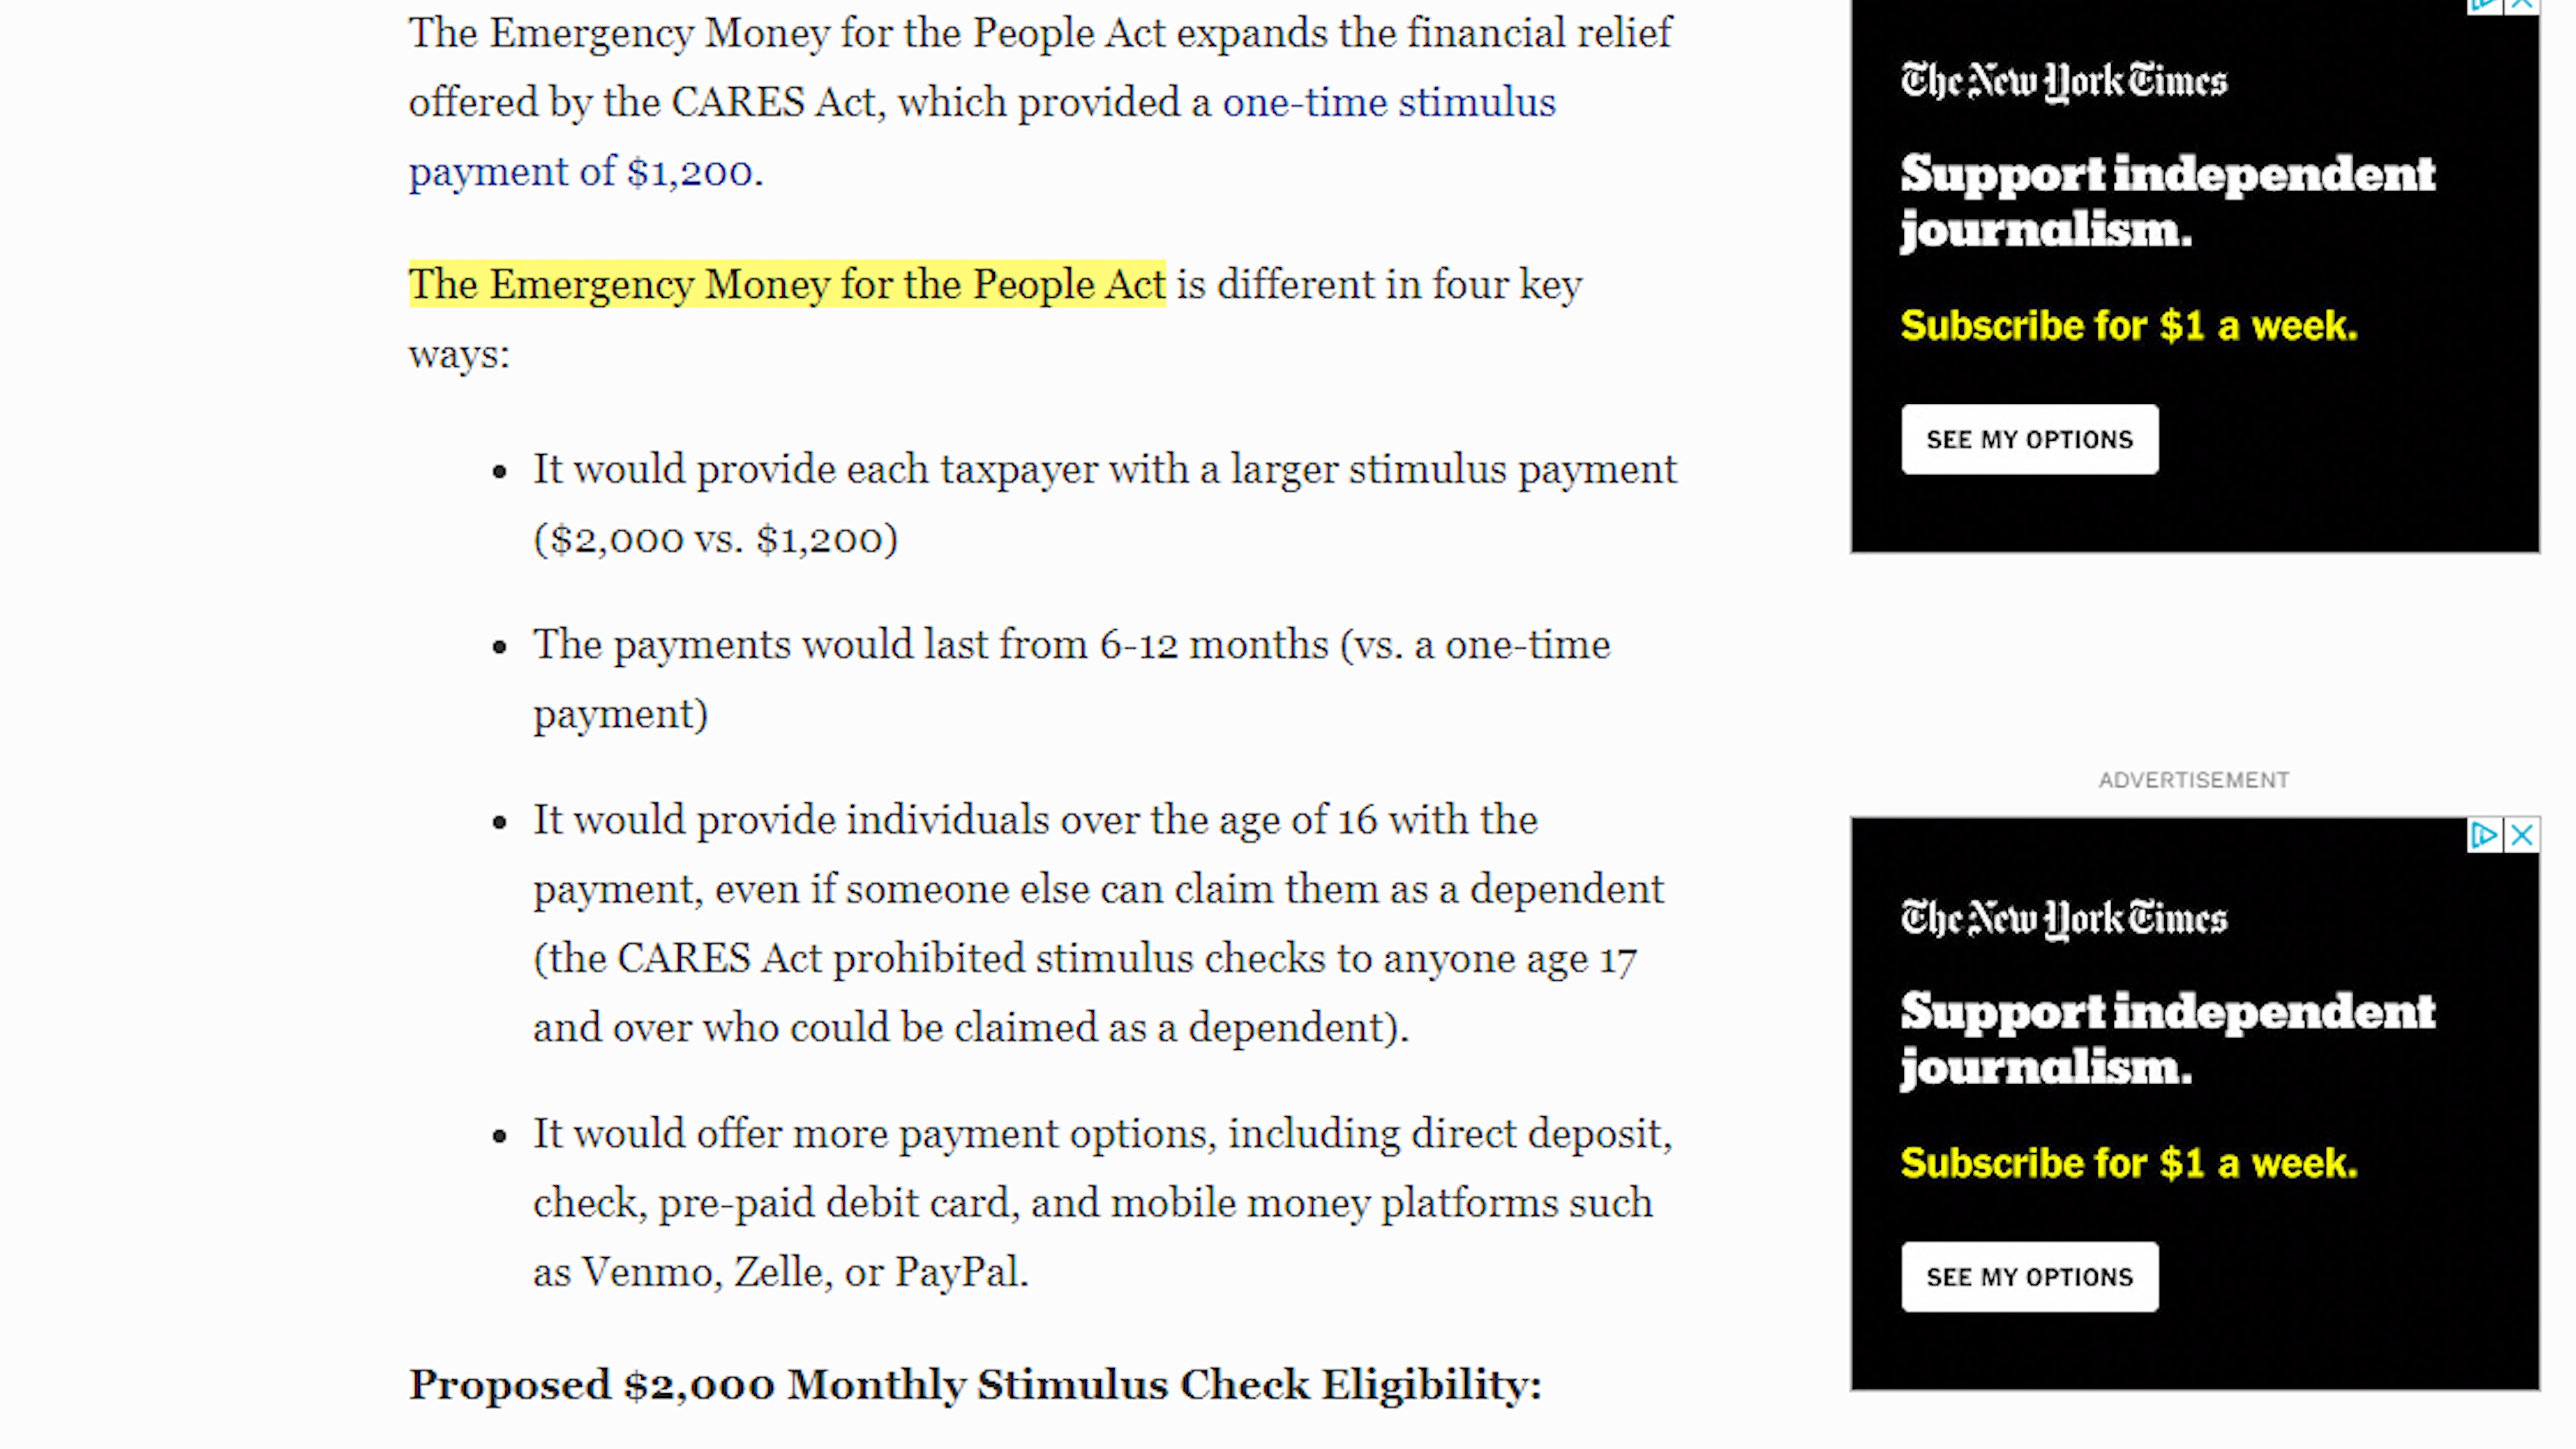 The Emergency Money for the People Act expands the financial relief
offered by the CARES Act, which provided a one-time stimulus
payment of $1,200.
The Emergency Money for the People Act is different in four key
ways:
• It would provide each taxpayer with a larger stimulus payment
($2,000 vs. $1,200)
• The payments would last from 6-12 months (vs. a one-time
payment)
• It would provide individuals over the age of 16 with the
payment, even if someone else can claim them as a dependent
(the CARES Act prohibited stimulus checks to anyone age 17
and over who could be claimed as a dependent).
• It would offer more payment options, including direct deposit,
check, pre-paid debit card, and mobile money platforms such
as Venmo, Zelle, or PayPal.
Proposed $2,000 Monthly Stimulus Check Eligibility:
The New York Times
Support independent
journalism.
Subscribe for $1 a week.
SEE MY OPTIONS
ADVERTISEMENT
The New York Times
Support independent
journalism.
Subscribe for $1 a week.
SEE MY OPTIONS